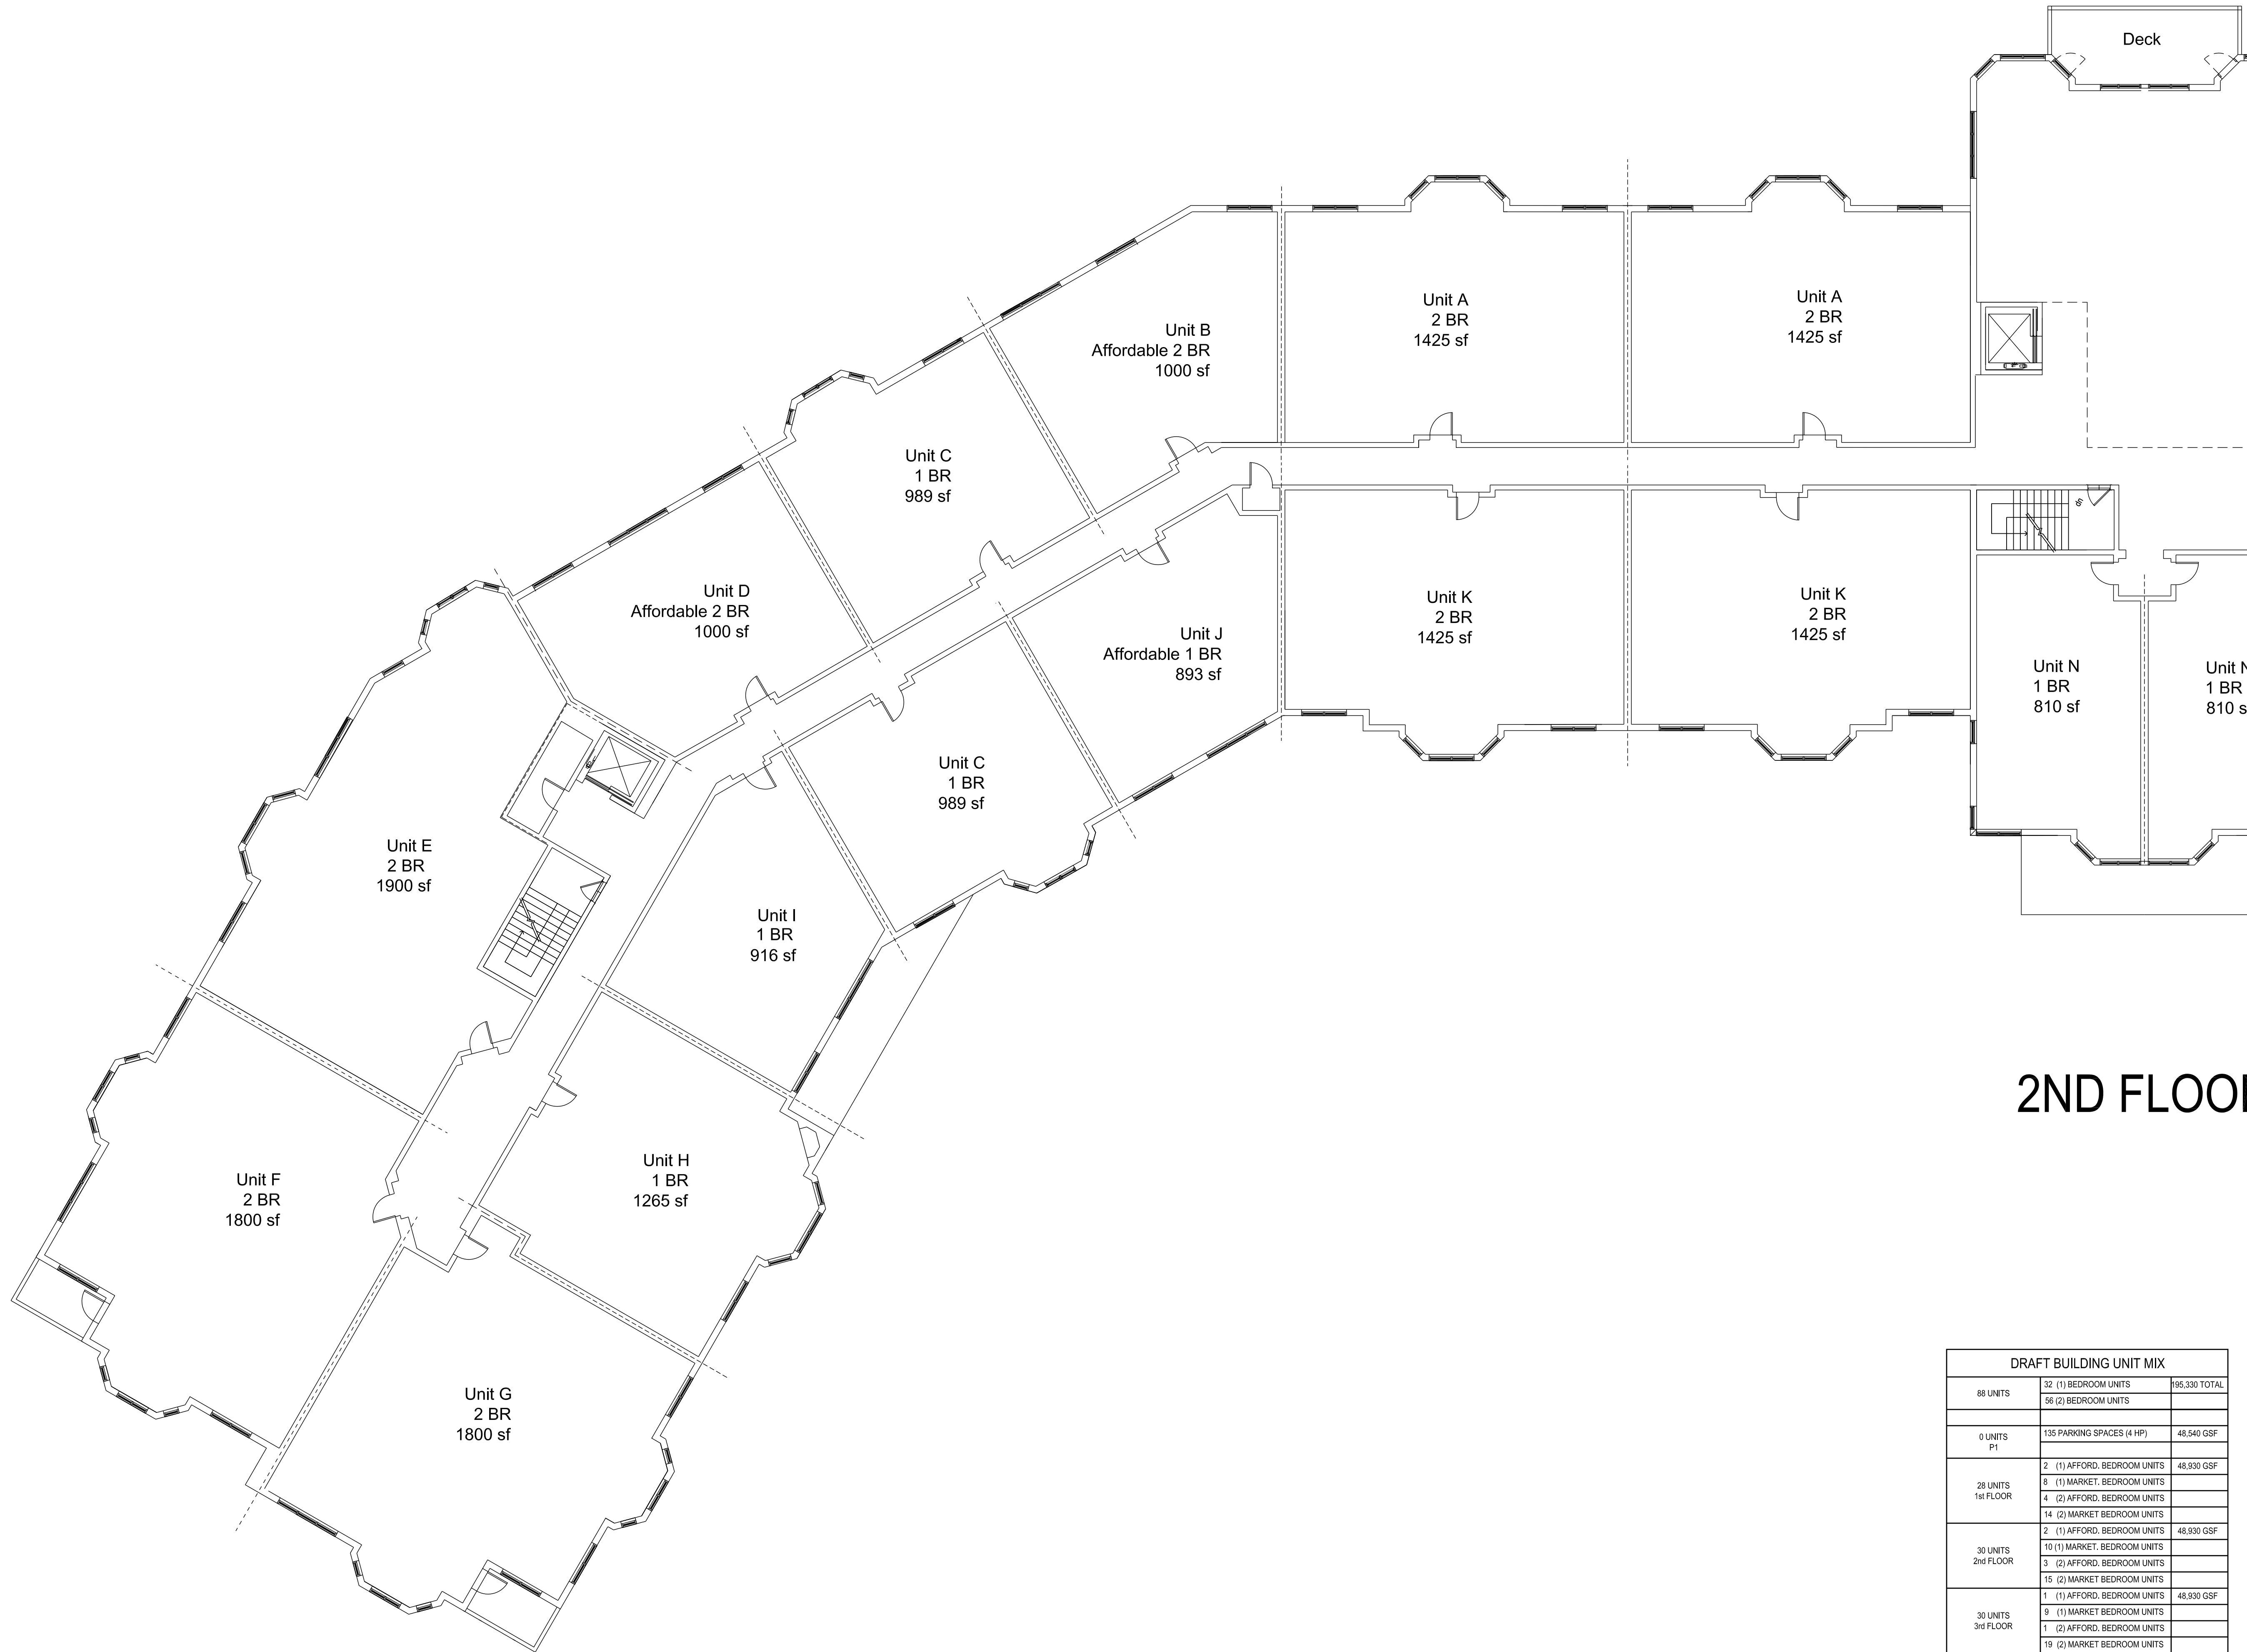 Deck
Unit A
2 BR
1425 sf
Unit A
2 BR
1425 sf
Unit B
Affordable 2 BR
1000 sf
Unit C
1 BR
989 sf
dn
Unit D
Affordable 2 BR
1000 sf
Unit K
2 BR
1425 sf
Unit K
2 BR
1425 sf
Unit J
Affordable 1 BR
893 sf
Unit N
1 BR
810 sf
Unit N
1 BR
810 s
Unit C
1 BR
989 sf
Unit E
2 BR
1900 sf
Unit I
1 BR
916 sf
2ND FLOO
Unit H
1 BR
1265 sf
Unit F
2 BR
1800 sf
Unit G
2 BR
1800 sf
DRAFT BUILDING UNIT MIX
88 UNITS
32 (1) BEDROOM UNITS 195,330 TOTAL
56 (2) BEDROOM UNITS
0 UNITS
P1
135 PARKING SPACES (4 HP) 48,540 GSF
28 UNITS
1st FLOOR
2 (1) AFFORD. BEDROOM UNITS 48,930 GSF
8 (1) MARKET. BEDROOM UNITS
4 (2) AFFORD. BEDROOM UNITS
14 (2) MARKET BEDROOM UNITS
30 UNITS
2nd FLOOR
2 (1) AFFORD. BEDROOM UNITS 48,930 GSF
10 (1) MARKET. BEDROOM UNITS
3 (2) AFFORD. BEDROOM UNITS
15 (2) MARKET BEDROOM UNITS
30 UNITS
3rd FLOOR
1 (1) AFFORD. BEDROOM UNITS 48,930 GSF
9 (1) MARKET BEDROOM UNITS
1 (2) AFFORD. BEDROOM UNITS
19 (2) MARKET BEDROOM UNITS